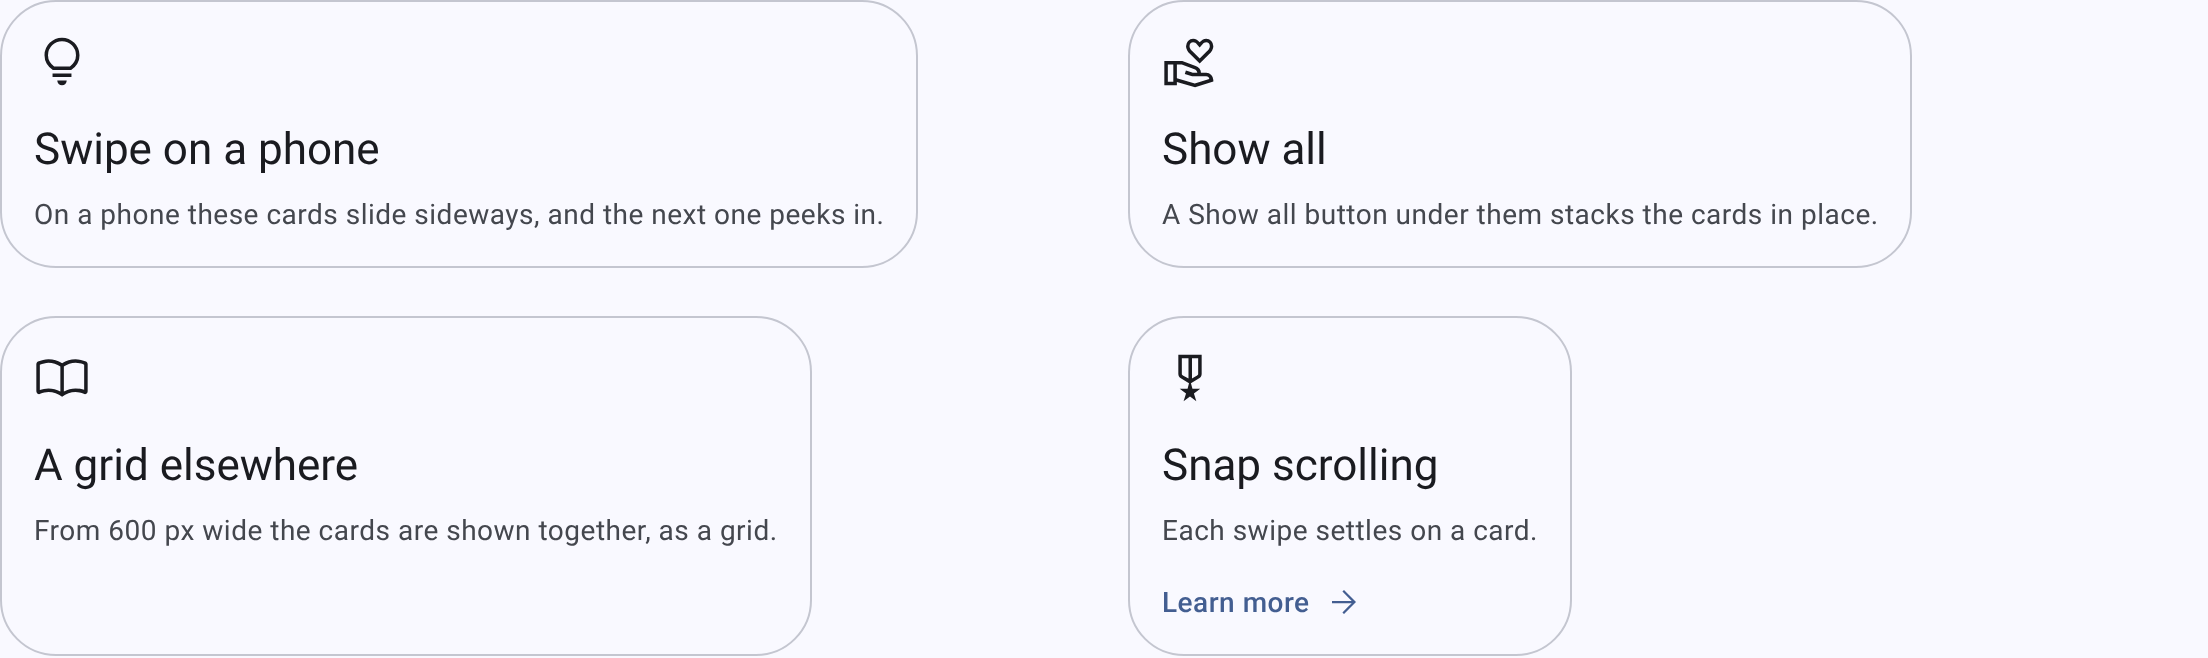 Swipe on a phone
On a phone these cards slide sideways, and the next one peeks in.
Show all
A Show all button under them stacks the cards in place.
A grid elsewhere
From 600 px wide the cards are shown together, as a grid.
Snap scrolling
Each swipe settles on a card.
Learn more